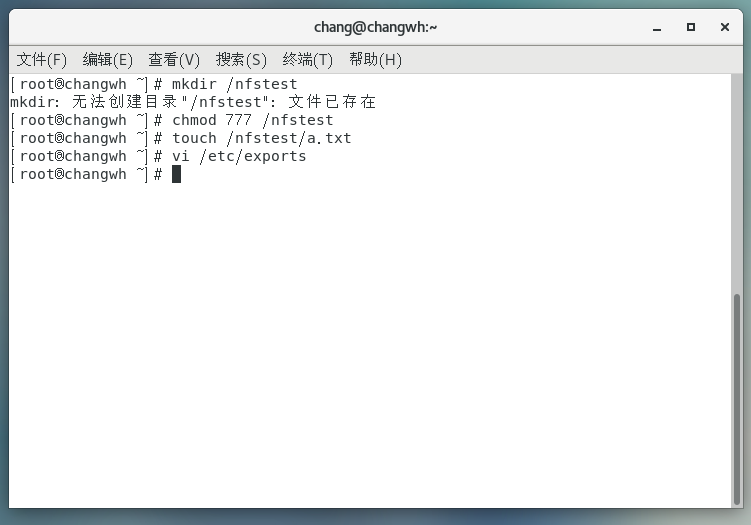 chang@changwh:~
文件(F) 编辑(E) 查看(V) 搜索(S) 终端(T) 帮助(H)
[root@changwh ~]# mkdir /nfstest
mkdir: 无法创建目录"/nfstest": 文件已存在
[root@changwh ~]# chmod 777 /nfstest
[root@changwh ~]# touch /nfstest/a.txt
[root@changwh ~]# vi /etc/exports
[root@changwh ~]#